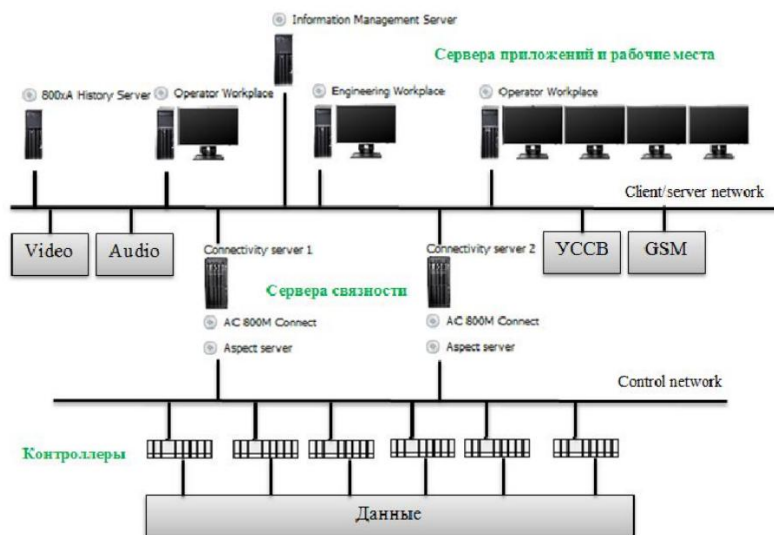 Information Management Server
Сервера приложений и рабочие места
800xA History Server
Operator Workplace
Engineering Workplace
Operator Workplace
Client/server network
Video
Audio
Connectivity server 1
Connectivity server 2
УССВ
GSM
Сервера связности
AC 800M Connect
AC 800M Connect
Aspect server
Aspect server
Control network
Контроллеры
Данные